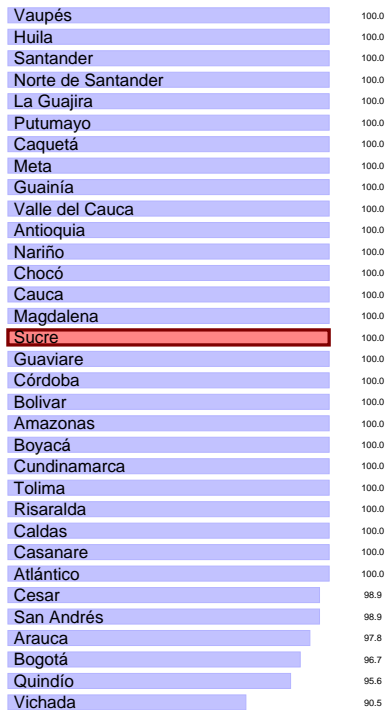 Vaupés 100.0
Huila 100.0
Santander 100.0
Norte de Santander 100.0
La Guajira 100.0
Putumayo 100.0
Caquetá 100.0
Meta 100.0
Guainía 100.0
Valle del Cauca 100.0
Antioquia 100.0
Nariño 100.0
Chocó 100.0
Cauca 100.0
Magdalena 100.0
Sucre 100.0
Guaviare 100.0
Córdoba 100.0
Bolivar 100.0
Amazonas 100.0
Boyacá 100.0
Cundinamarca 100.0
Tolima 100.0
Risaralda 100.0
Caldas 100.0
Casanare 100.0
Atlántico 100.0
Cesar 98.9
San Andrés 98.9
Arauca 97.8
Bogotá 96.7
Quindío 95.6
Vichada 90.5